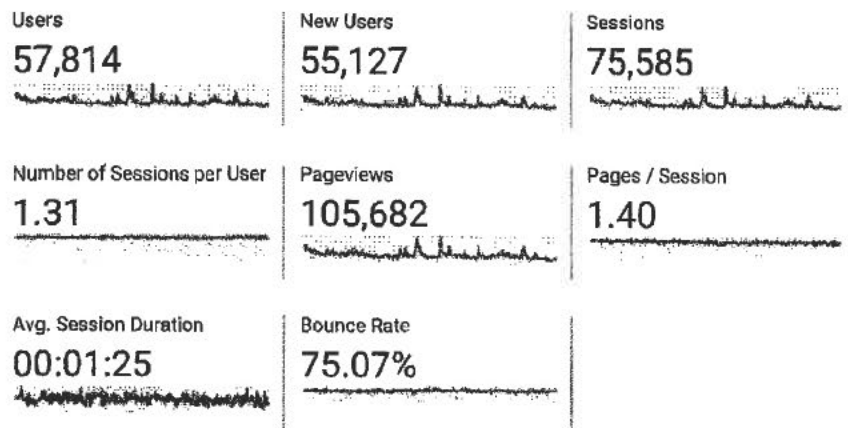 Users
57,814
New Users
55,127
Sessions
75,585
Number of Sessions per User
1.31
Pageviews
105,682
Pages / Session
1.40
Avg. Session Duration
00:01:25
Bounce Rate
75.07%